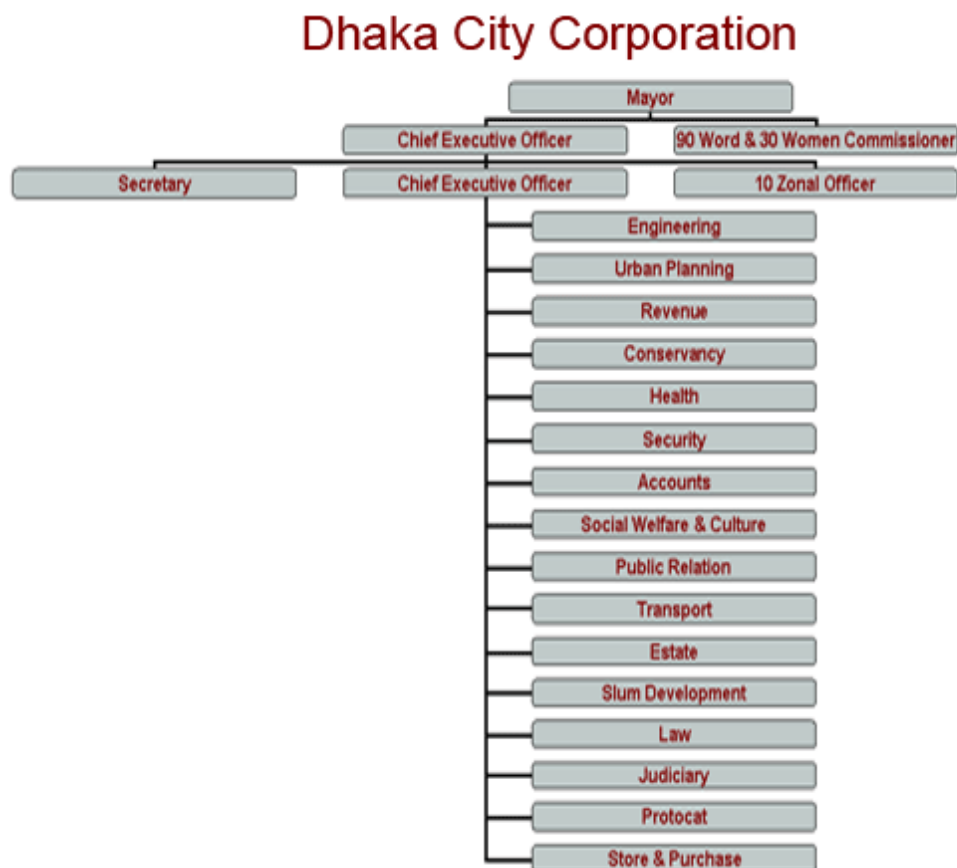 Dhaka City Corporation
Mayor
Chief Executive Officer
90 Word & 30 Women Commissioner
Secretary
Chief Executive Officer
10 Zonal Officer
Engineering
Urban Planning
Revenue
Conservancy
Health
Security
Accounts
Social Welfare & Culture
Public Relation
Transport
Estate
Slum Development
Law
Judiciary
Protocat
Store & Purchase